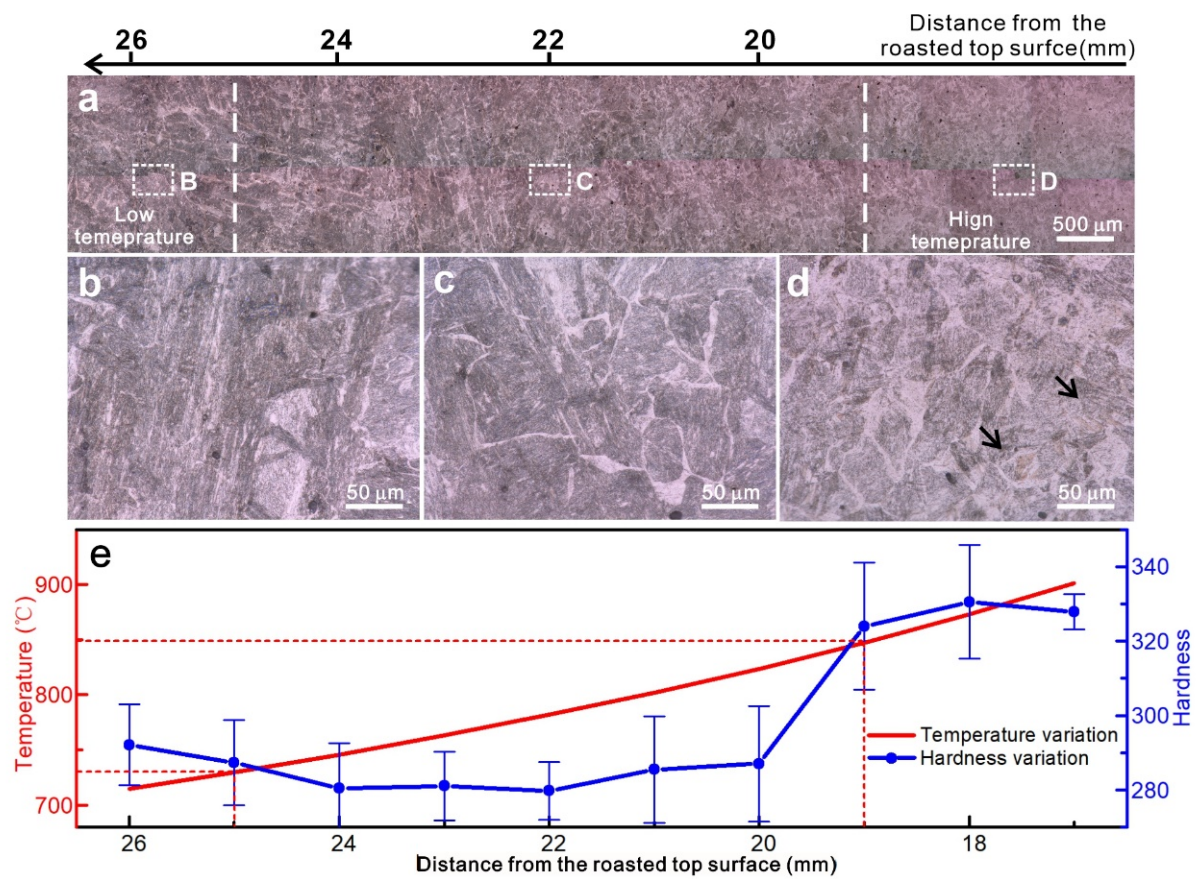 Distance from the
26 24 22 20 roasted top surfce(mm)
a
B C D
Low Hign
temeprature temeprature 500 μm
b c d
50 μm 50 μm 50 μm
e
900 340
320
800 300
Temperature variation
Hardness variation
700 280
Temperature (℃)
Hardness
26 24 22 20 18
Distance from the roasted top surface (mm)